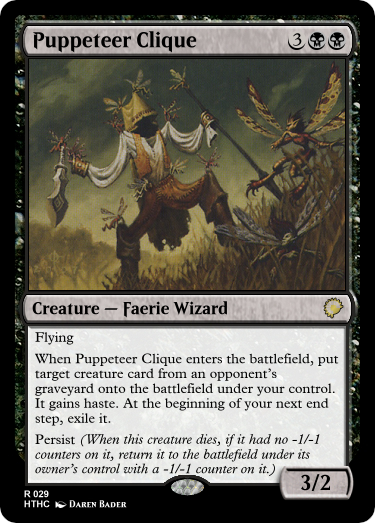 Puppeteer Clique 3
Creature — Faerie Wizard
Flying
When Puppeteer Clique enters the battlefield, put
target creature card from an opponent's
graveyard onto the battlefield under your control.
It gains haste. At the beginning of your next end
step, exile it.
Persist (When this creature dies, if it had no -1/-1
counters on it, return it to the battlefield under its
owner's control with a -1/-1 counter on it.)
3/2
R 029
HTHC Daren Bader